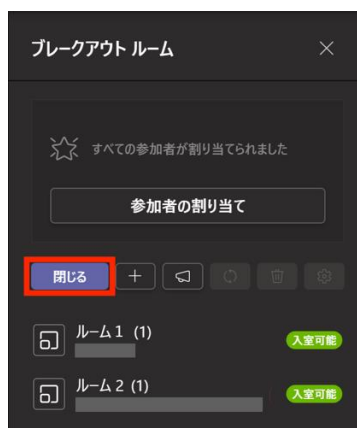 ブレークアウト ルーム
すべての参加者が割り当てられました
参加者の割り当て
閉じる
ルーム 1 (1)
入室可能
ルーム 2 (1)
入室可能